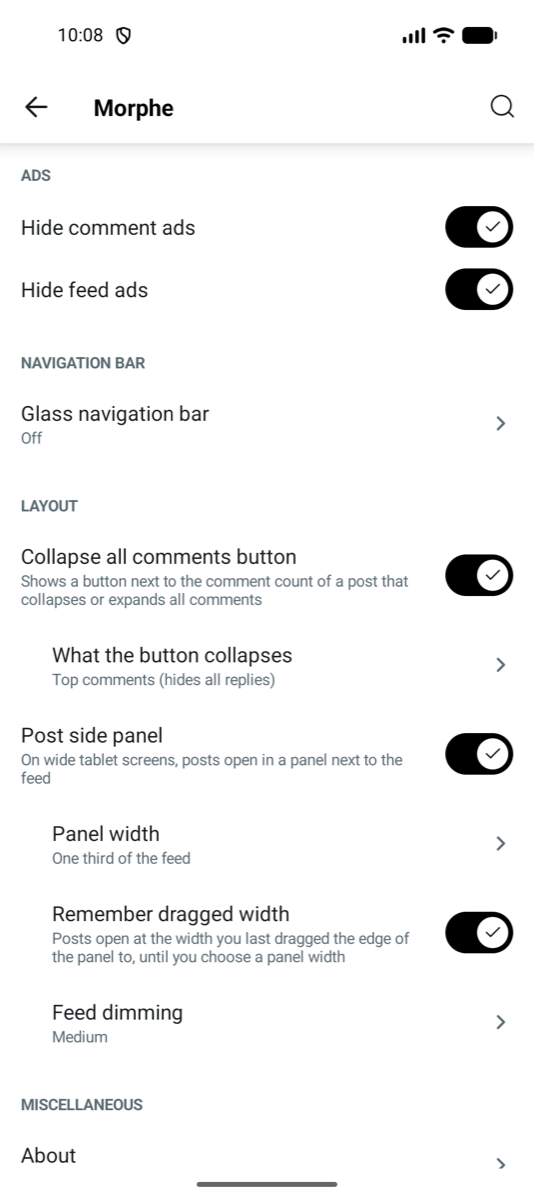 10:08
Morphe
ADS
Hide comment ads
Hide feed ads
NAVIGATION BAR
Glass navigation bar
Off
LAYOUT
Collapse all comments button
Shows a button next to the comment count of a post that
collapses or expands all comments
What the button collapses
Top comments (hides all replies)
Post side panel
On wide tablet screens, posts open in a panel next to the
feed
Panel width
One third of the feed
Remember dragged width
Posts open at the width you last dragged the edge of
the panel to, until you choose a panel width
Feed dimming
Medium
MISCELLANEOUS
About